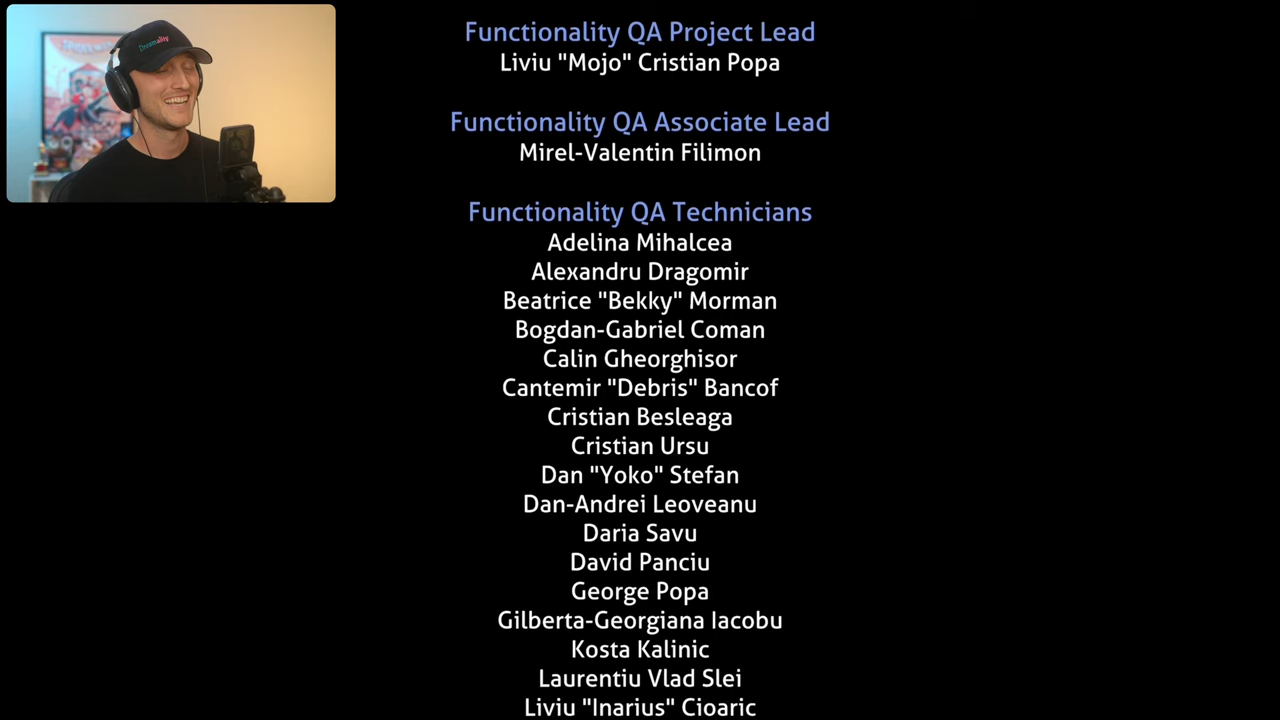 Dreamality
Functionality QA Project Lead
Liviu "Mojo" Cristian Popa
Functionality QA Associate Lead
Mirel-Valentin Filimon
Functionality QA Technicians
Adelina Mihalcea
Alexandru Dragomir
Beatrice "Bekky" Morman
Bogdan-Gabriel Coman
Calin Gheorghisor
Cantemir "Debris" Bancof
Cristian Besleaga
Cristian Ursu
Dan "Yoko" Stefan
Dan-Andrei Leoveanu
Daria Savu
David Panciu
George Popa
Gilberta-Georgiana Iacobu
Kosta Kalinic
Laurentiu Vlad Slei
Liviu "Inarius" Cioaric